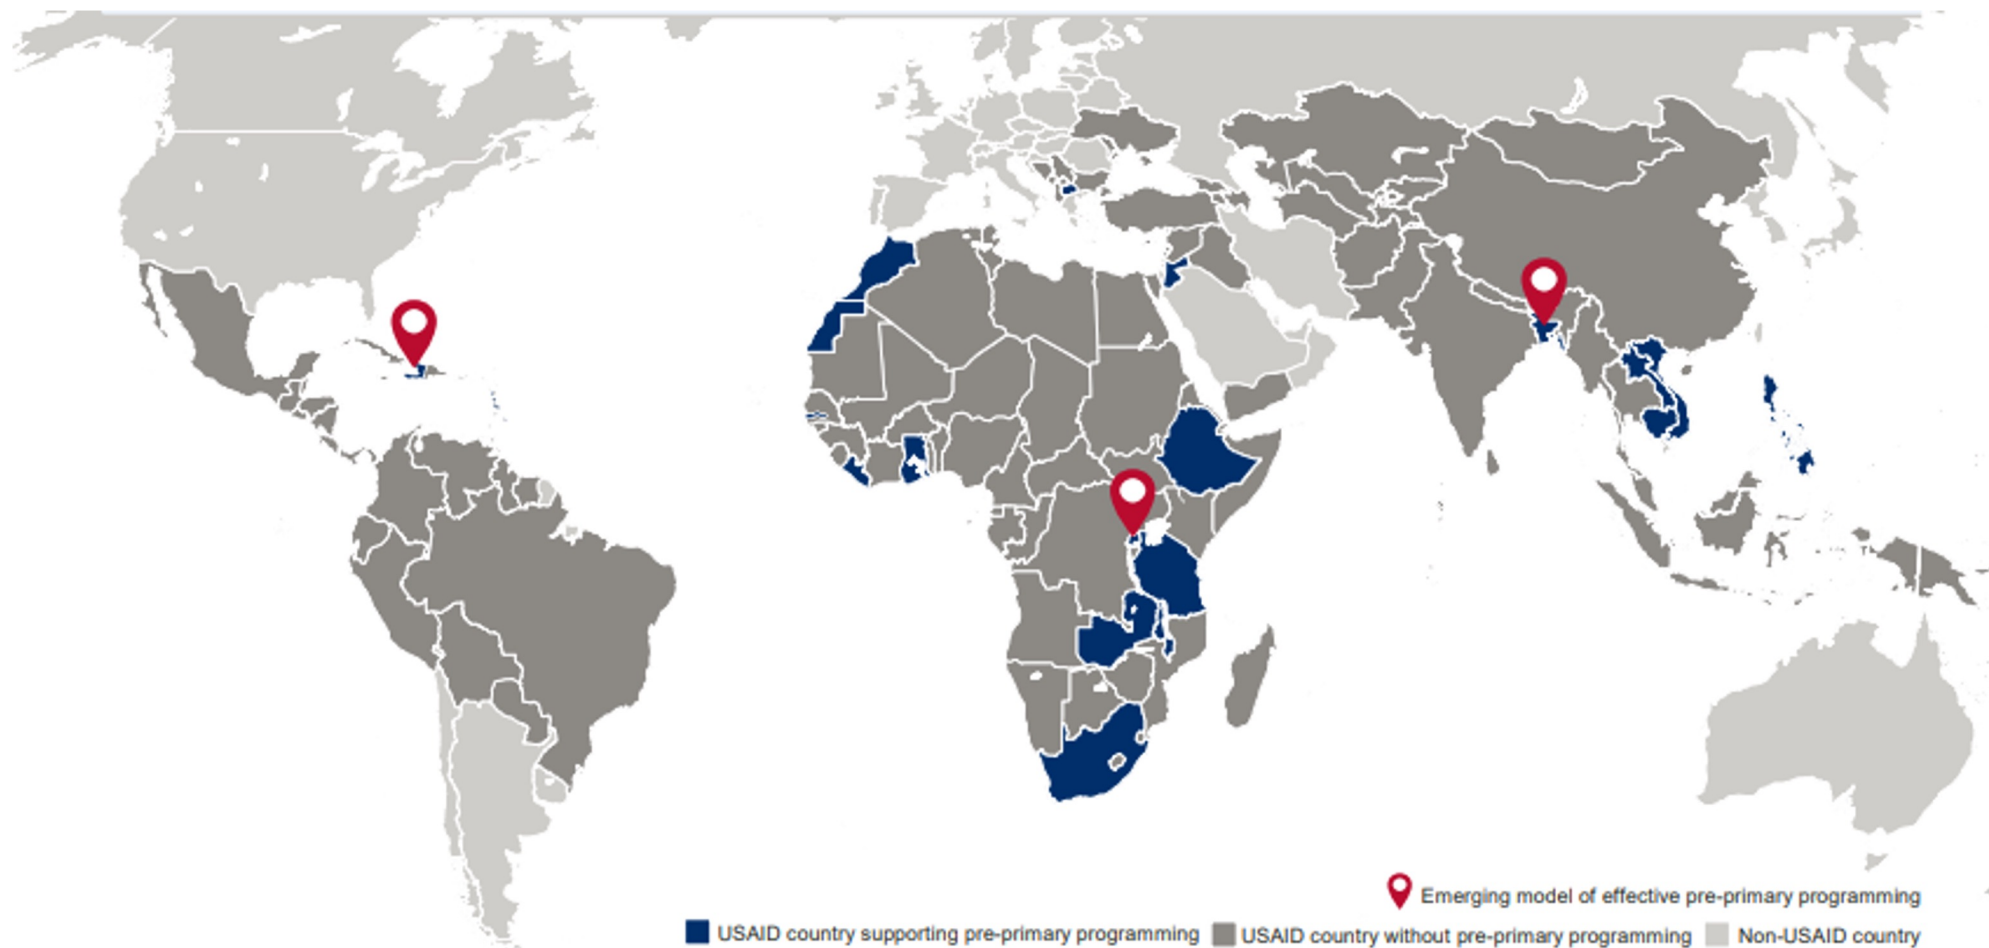 Emerging model of effective pre-primary programming
USAID country supporting pre-primary programming
USAID country without pre-primary programming
Non-USAID country